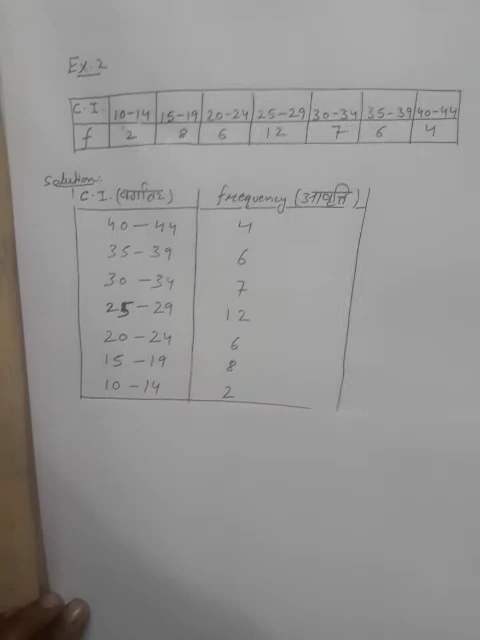 Ex.2
C.I. 10-14 15-19 20-24 25-29 30-34 35-39 40-44
f 2 8 6 12 7 6 4
Solution:
C.I. (वर्गान्तर) frequency (आवृत्ति)
40-44 4
35-39 6
30-34 7
25-29 12
20-24 6
15-19 8
10-14 2